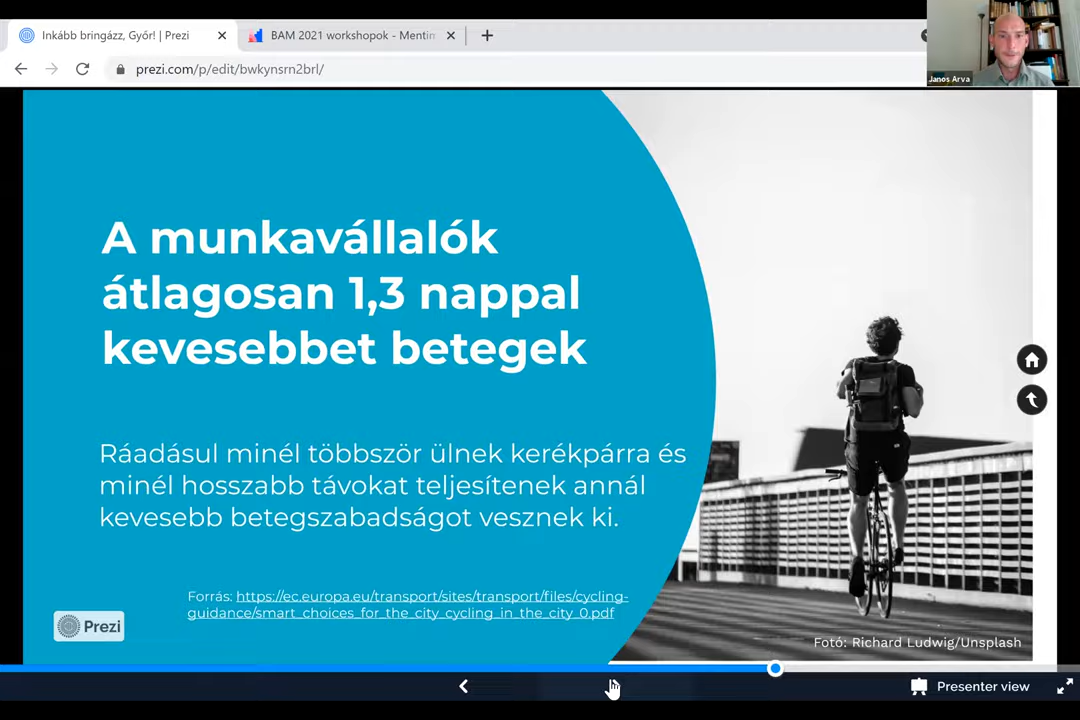 Inkább bringázz, Győr! | Prezi
BAM 2021 workshopok - Mentim
prezi.com/p/edit/bwkynsrn2brl/
Janos Arva
A munkavállalók
átlagosan 1,3 nappal
kevesebbet betegek
Ráadásul minél többször ülnek kerékpárra és
minél hosszabb távokat teljesítenek annál
kevesebb betegszabadságot vesznek ki.
Forrás: https://ec.europa.eu/transport/sites/transport/files/cycling-
guidance/smart_choices_for_the_city_cycling_in_the_city_0.pdf
Prezi
Fotó: Richard Ludwig/Unsplash
Presenter view